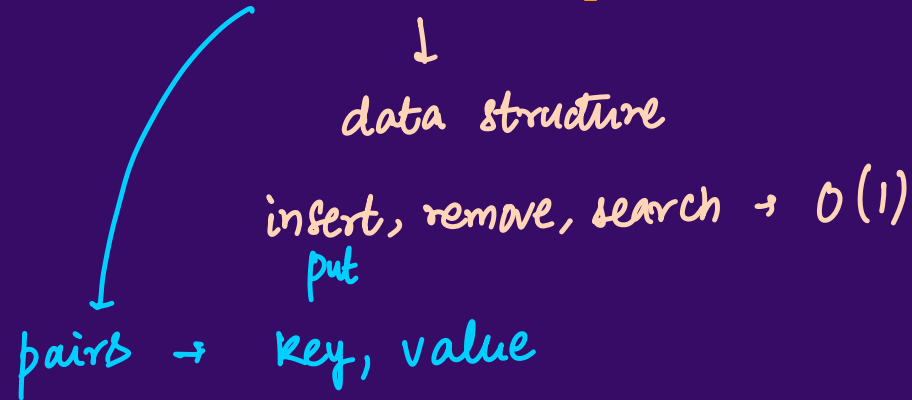 data structure
insert, remove, search → O(1)
put
pairs → key, value